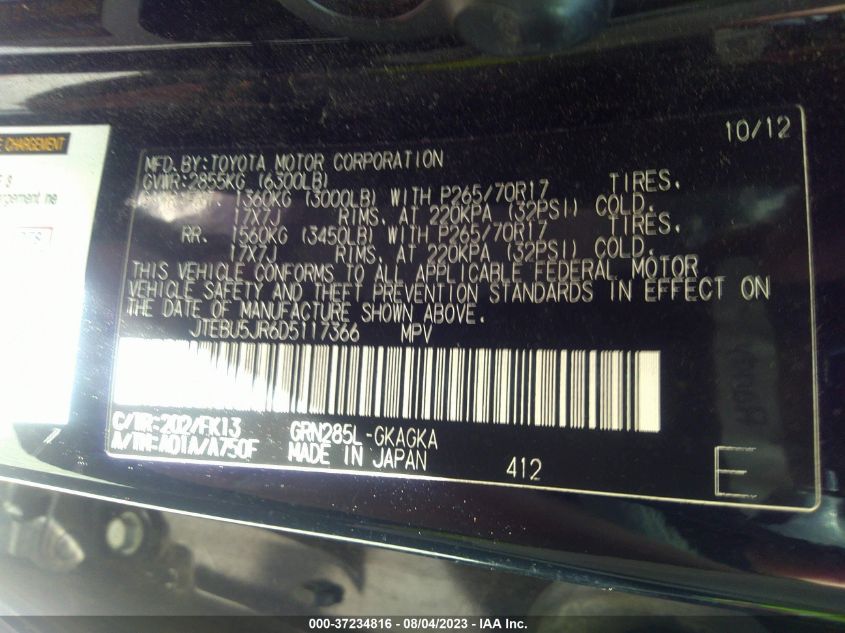 E CHARGEMENT
10/12
MFD. BY: TOYOTA MOTOR CORPORATION
GVWR: 2855KG (6300LB)
1360KG (3000LB) WITH P265/70R17 TIRES.
17X7J RIMS. AT 220KPA (32PSI) COLD.
RR. 1560KG (3450LB) WITH P265/70R17 TIRES.
17X7J RIMS. AT 220KPA (32PSI) COLD.
THIS VEHICLE CONFORMS TO ALL APPLICABLE FEDERAL MOTOR
VEHICLE SAFETY AND THEFT PREVENTION STANDARDS IN EFFECT ON
THE DATE OF MANUFACTURE SHOWN ABOVE.
JTEBU5JR6D5117366 MPV
C/TR: 202/FK13 GRN285L-GKAGKA
A/TM: A01A/A750F MADE IN JAPAN 412
E
000-37234816 - 08/04/2023 - IAA Inc.